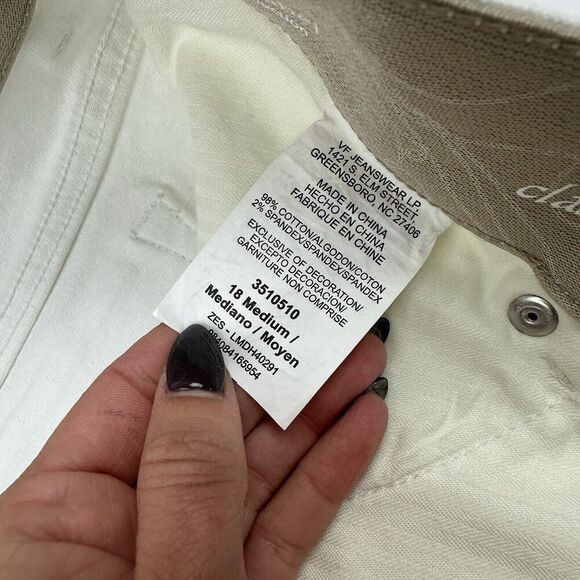 VF JEANSWEAR LP
1421 S. ELM STREET,
GREENSBORO, NC 27406
MADE IN CHINA
HECHO EN CHINA
FABRIQUE EN CHINE
98% COTTON/ALGODON/COTON
2% SPANDEX/SPANDEX/SPANDEX
EXCLUSIVE OF DECORATION/
EXCEPTO DECORACION/
GARNITURE NON COMPRISE
3510510
18 Medium /
Mediano / Moyen
ZES - LMDH40291